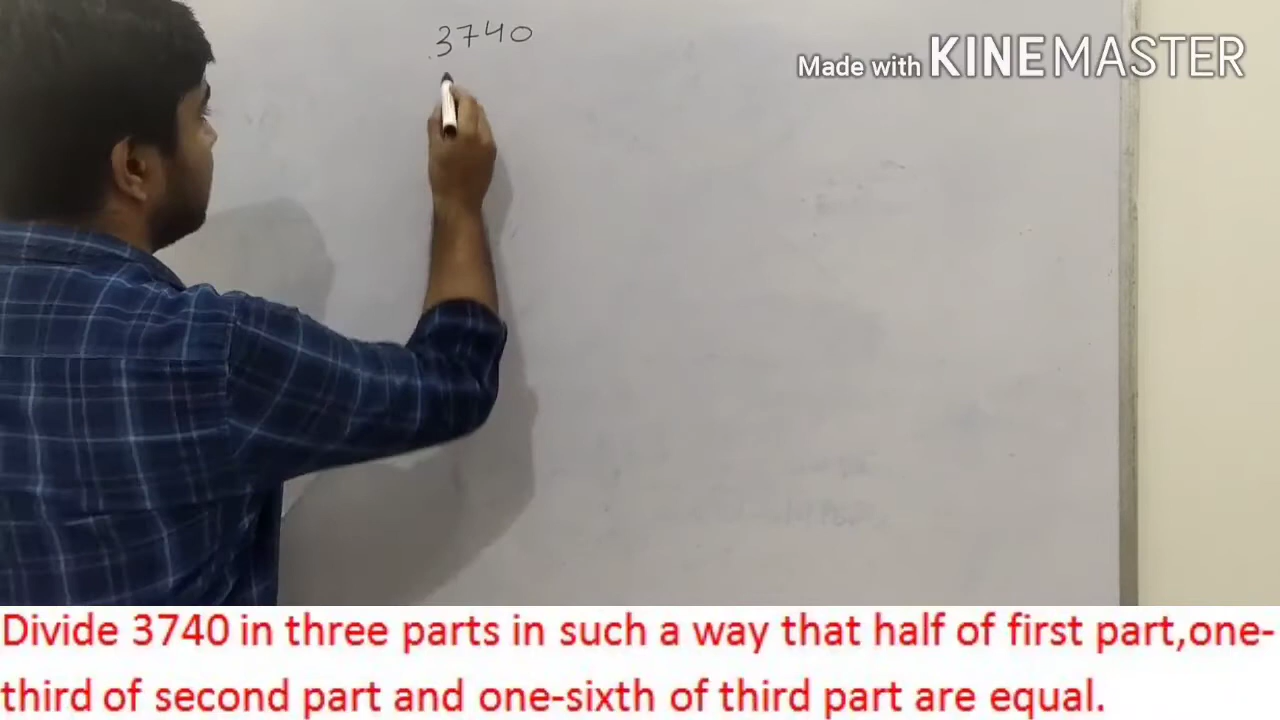 3740
Made with KINEMASTER
Divide 3740 in three parts in such a way that half of first part,one-
third of second part and one-sixth of third part are equal.